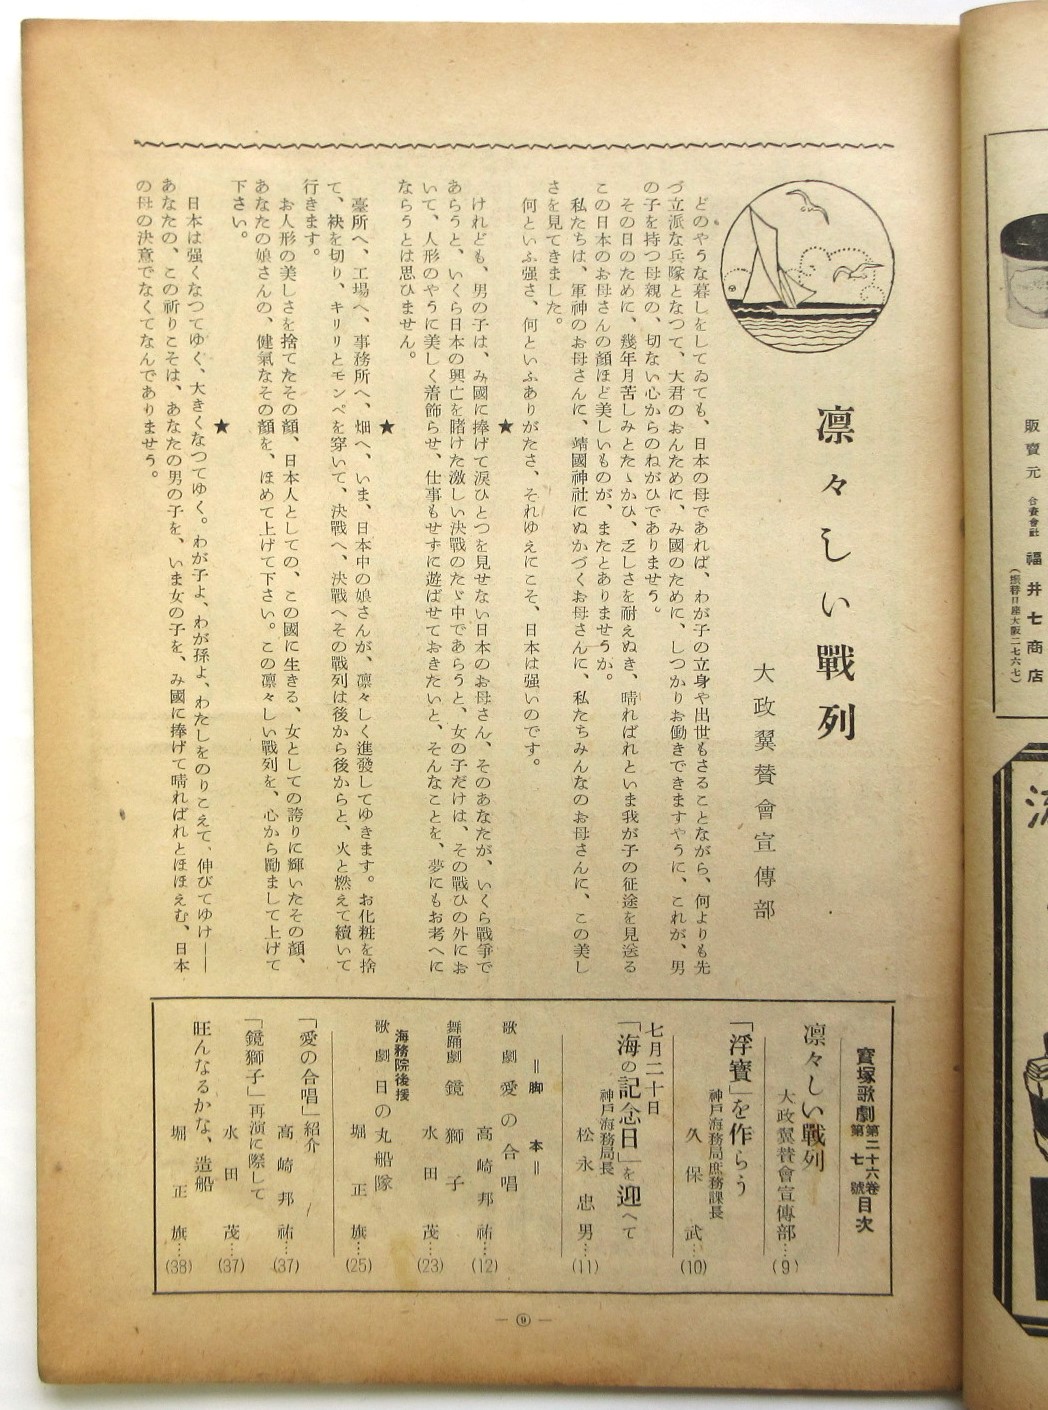 凛々しい戰列
大政翼賛會宣傳部
どのやうな暮しをしてゐても、日本の母であれば、わが子の立身や出世もさることながら、何よりも先
づ立派な兵隊となつて、大君のおんために、み國のために、しつかりお働きできますやうに、これが、男
の子を持つ母親の、切ない心からのねがひでありませう。
その日のために、幾年月苦しみとたゝかひ、乏しさを耐えぬき、晴ればれといま我が子の征途を見送る
この日本のお母さんの顏ほど美しいものが、またとありませうか。
私たちは、軍神のお母さんに、靖國神社にぬかづくお母さんに、私たちみんなのお母さんに、この美し
さを見てきました。
何といふ强さ、何といふありがたさ、それゆえにこそ、日本は强いのです。
★
けれども、男の子は、み國に捧げて淚ひとつを見せない日本のお母さん、そのあなたが、いくら戰爭で
あらうと、いくら日本の興亡を賭けた激しい決戰のたゞ中であらうと、女の子だけは、その戰ひの外にお
いて、人形のやうに美しく着飾らせ、仕事もせずに遊ばせておきたいと、そんなことを、夢にもお考へに
ならうとは思ひません。
★
臺所へ、工場へ、事務所へ、畑へ、いま、日本中の娘さんが、凛々しく進發してゆきます。お化粧を捨
て、袂を切り、キリリとモンペを穿いて、決戰へ、決戰へその戰列は後から後からと、火と燃えて續いて
行きます。
お人形の美しさを捨てたその顏、日本人としての、この國に生きる、女としての誇りに輝いたその顏、
あなたの娘さんの、健氣なその顏を、ほめて上げて下さい。この凛々しい戰列を、心から勵まして上げて
下さい。
★
日本は强くなつてゆく、大きくなつてゆく。わが子よ、わが孫よ、わたしをのりこえて、伸びてゆけ――
あなたの、この祈りこそは、あなたの男の子を、いま女の子を、み國に捧げて晴ればれとほほえむ、日本
の母の決意でなくてなんでありませう。
寳塚歌劇 第二十六卷 第七號 目次
凛々しい戰列
大政翼賛會宣傳部…(9)
「浮寳」を作らう
神戸海務局庶務課長
久保武…(10)
七月二十日
「海の記念日」を迎へて
神戸海務局長
松永忠男…(11)
＝脚本＝
歌劇 愛の合唱
高崎邦祐…(12)
舞踊劇 鏡獅子
水田茂…(23)
海務院後援
歌劇 日の丸船隊
堀正旗…(25)
「愛の合唱」紹介
高崎邦祐…(37)
「鏡獅子」再演に際して
水田茂…(37)
旺んなるかな、造船
堀正旗…(38)
― ⑨ ―
販賣元 合資會社 福井七商店
(振替口座大阪二七六七)